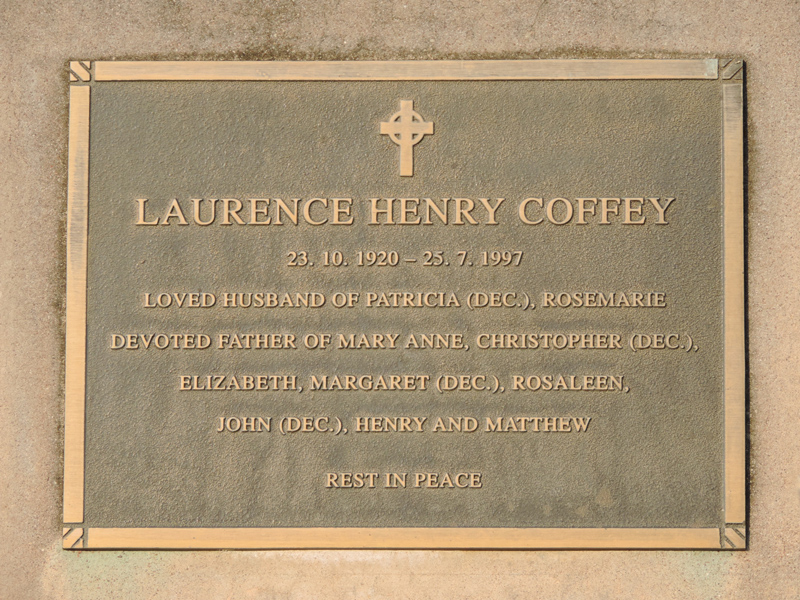 LAURENCE HENRY COFFEY
23. 10. 1920 – 25. 7. 1997
LOVED HUSBAND OF PATRICIA (DEC.), ROSEMARIE
DEVOTED FATHER OF MARY ANNE, CHRISTOPHER (DEC.),
ELIZABETH, MARGARET (DEC.), ROSALEEN,
JOHN (DEC.), HENRY AND MATTHEW
REST IN PEACE